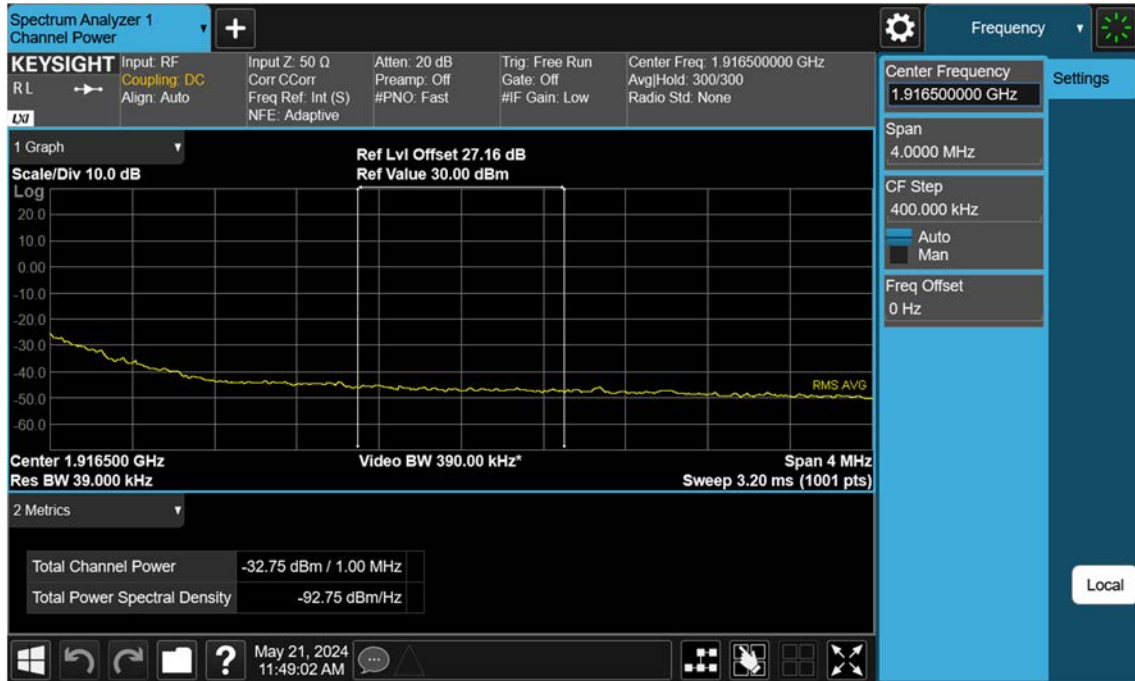 Spectrum Analyzer 1
Channel Power
Frequency
KEYSIGHT
R L
LXI
Input: RF
Coupling: DC
Align: Auto
Input Z: 50 Ω
Corr CCorr
Freq Ref: Int (S)
NFE: Adaptive
Atten: 20 dB
Preamp: Off
#PNO: Fast
Trig: Free Run
Gate: Off
#IF Gain: Low
Center Freq: 1.916500000 GHz
Avg|Hold: 300/300
Radio Std: None
Center Frequency
1.916500000 GHz
Settings
Span
4.0000 MHz
CF Step
400.000 kHz
Auto
Man
Freq Offset
0 Hz
1 Graph
Scale/Div 10.0 dB
Ref Lvl Offset 27.16 dB
Ref Value 30.00 dBm
Log
20.0
10.0
0.00
-10.0
-20.0
-30.0
-40.0
-50.0
-60.0
RMS AVG
Center 1.916500 GHz
Video BW 390.00 kHz*
Span 4 MHz
Res BW 39.000 kHz
Sweep 3.20 ms (1001 pts)
2 Metrics
Total Channel Power -32.75 dBm / 1.00 MHz
Total Power Spectral Density -92.75 dBm/Hz
Local
?
May 21, 2024
11:49:02 AM